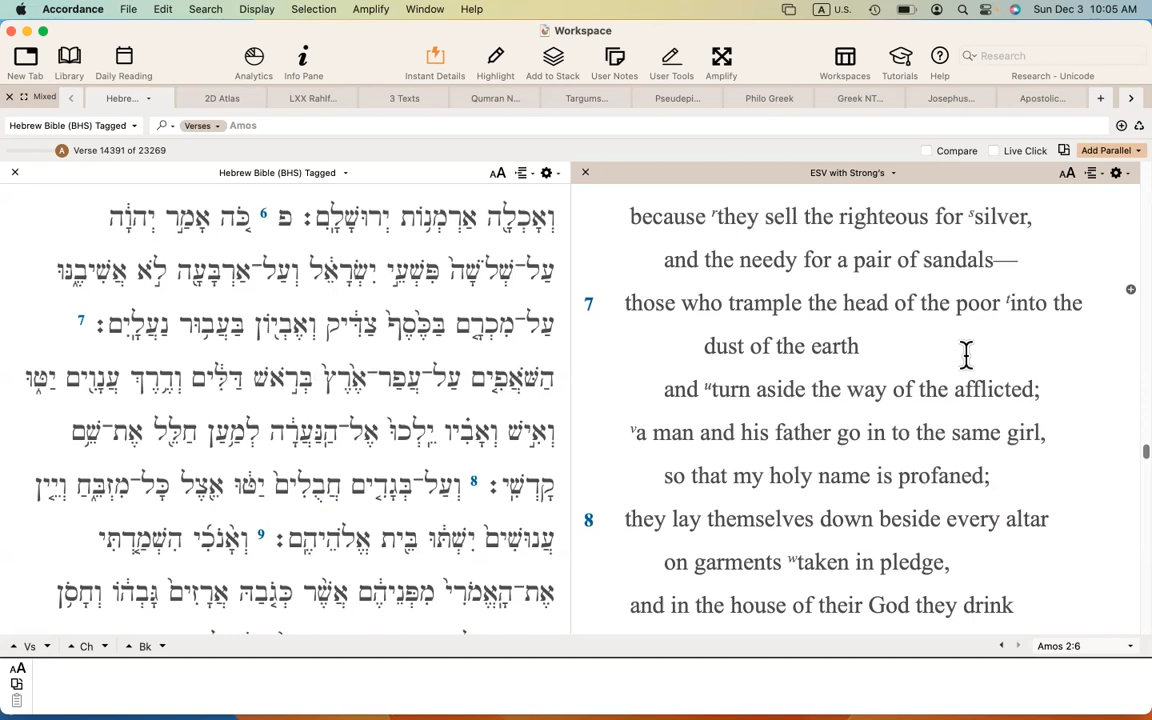 Accordance File Edit Search Display Selection Amplify Window Help A U.S. Sun Dec 3 10:05 AM
Workspace
New Tab Library Daily Reading Analytics Info Pane Instant Details Highlight Add to Stack User Notes User Tools Amplify Workspaces Tutorials Help Research - Unicode
Research
Mixed Hebre... 2D Atlas LXX Rahlf... 3 Texts Qumran N... Targums... Pseudepi... Philo Greek Greek NT... Josephus... Apostolic...
Hebrew Bible (BHS) Tagged Verses Amos
A Verse 14391 of 23269 Compare Live Click Add Parallel
Hebrew Bible (BHS) Tagged
וְאָכְלָ֖ה אַרְמְנ֥וֹת יְרוּשָׁלִָֽם׃ פ 6 כֹּ֚ה אָמַ֣ר יְהוָ֔ה
עַל־שְׁלֹשָׁה֙ פִּשְׁעֵ֣י יִשְׂרָאֵ֔ל וְעַל־אַרְבָּעָ֖ה לֹ֣א אֲשִׁיבֶ֑נּוּ
עַל־מִכְרָ֤ם בַּכֶּ֙סֶף֙ צַדִּ֔יק וְאֶבְי֖וֹן בַּעֲב֥וּר נַעֲלָֽיִם׃ 7
הַשֹּׁאֲפִ֤ים עַל־עֲפַר־אֶ֙רֶץ֙ בְּרֹ֣אשׁ דַּלִּ֔ים וְדֶ֥רֶךְ עֲנָוִ֖ים יַטּ֑וּ
וְאִ֣ישׁ וְאָבִ֗יו יֵֽלְכוּ֙ אֶל־הַֽנַּעֲרָ֔ה לְמַ֥עַן חַלֵּ֖ל אֶת־שֵׁ֥ם
קָדְשִֽׁי׃ 8 וְעַל־בְּגָדִ֤ים חֲבֻלִים֙ יַטּ֔וּ אֵ֖צֶל כָּל־מִזְבֵּ֑חַ וְיֵ֤ין
עֲנוּשִׁים֙ יִשְׁתּ֔וּ בֵּ֖ית אֱלֹהֵיהֶֽם׃ 9 וְאָ֨נֹכִ֜י הִשְׁמַ֤דְתִּי
אֶת־הָֽאֱמֹרִי֙ מִפְּנֵיהֶ֔ם אֲשֶׁ֨ר כְּגֹ֤בַהּ אֲרָזִים֙ גָּבְה֔וֹ וְחָסֹ֥ן
ESV with Strong's
because ʳthey sell the righteous for ˢsilver,
and the needy for a pair of sandals—
7 those who trample the head of the poor ᵗinto the
dust of the earth
and ᵘturn aside the way of the afflicted;
ᵛa man and his father go in to the same girl,
so that my holy name is profaned;
8 they lay themselves down beside every altar
on garments ʷtaken in pledge,
and in the house of their God they drink
Vs Ch Bk Amos 2:6
AA